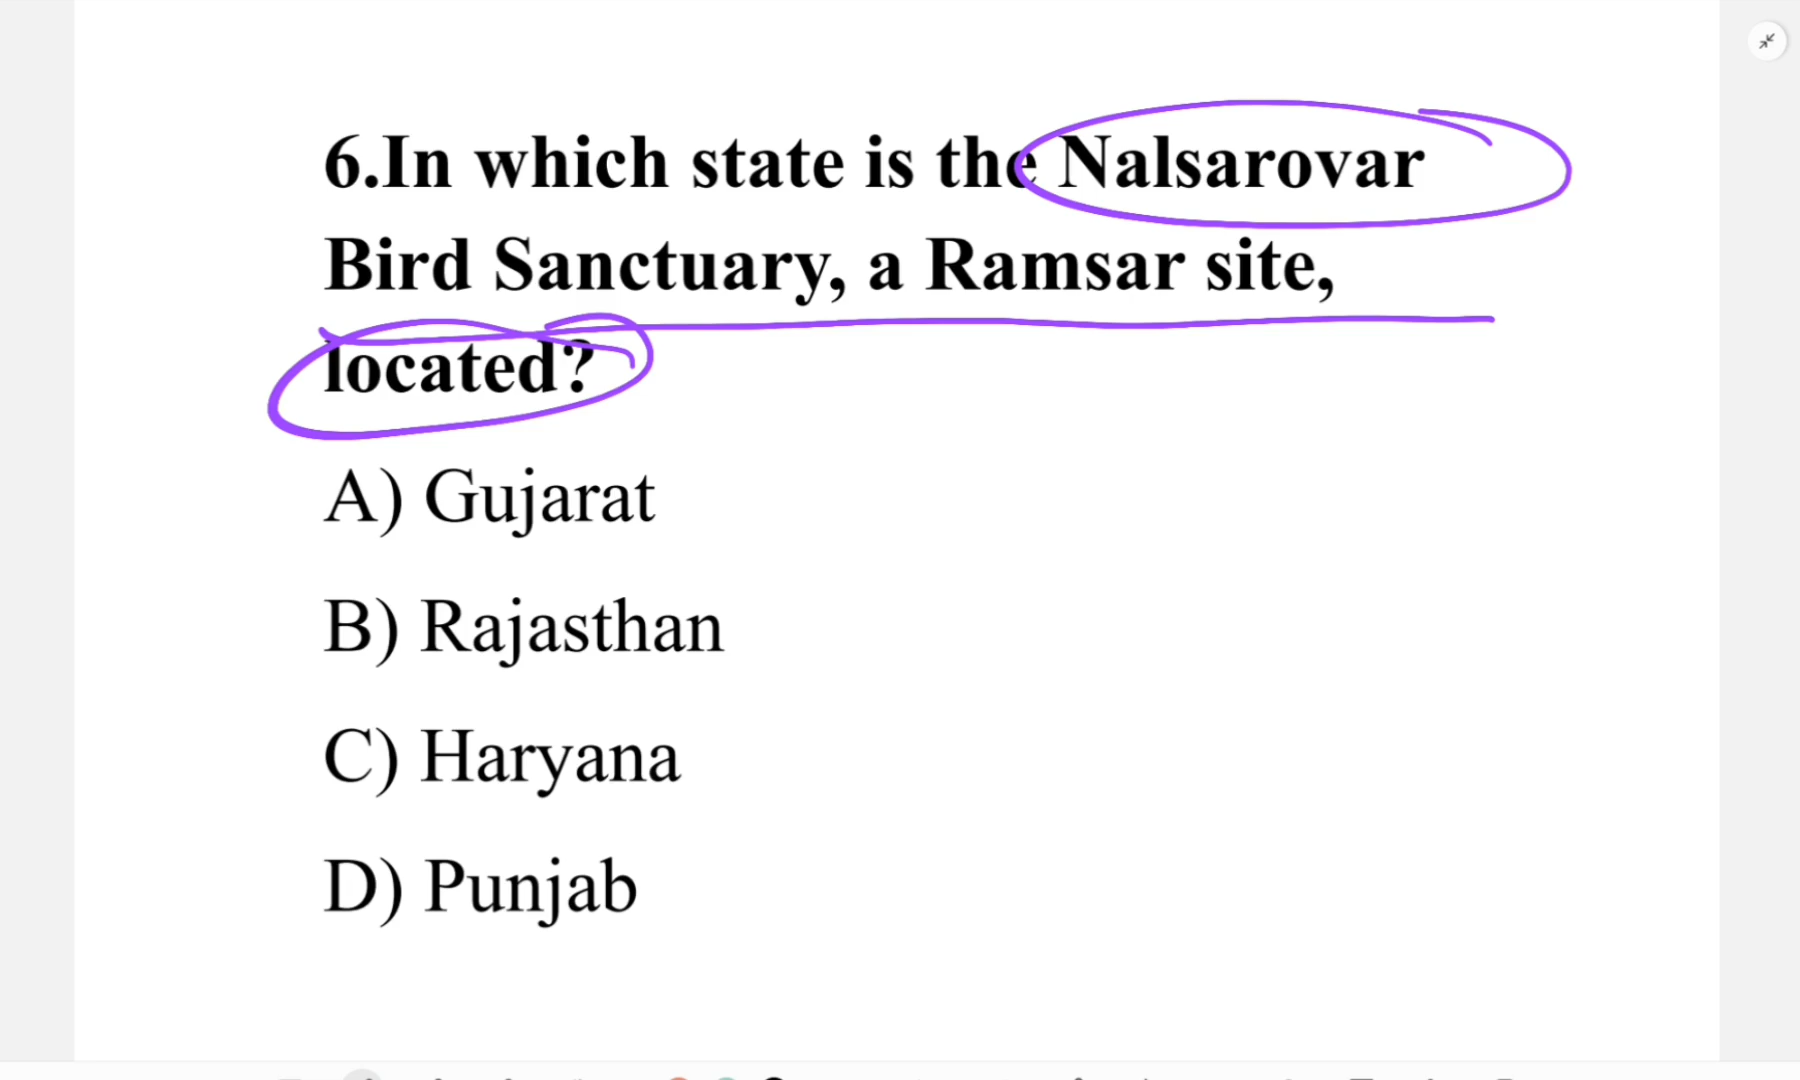 6.In which state is the Nalsarovar
Bird Sanctuary, a Ramsar site,
located?
A) Gujarat
B) Rajasthan
C) Haryana
D) Punjab